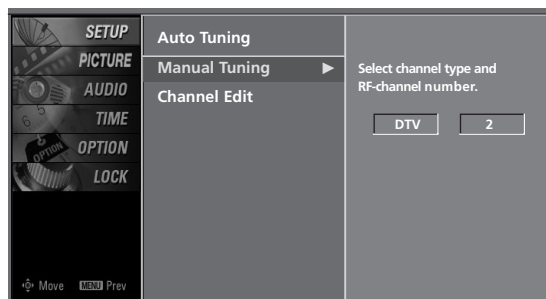 SETUP
PICTURE
AUDIO
TIME
OPTION
LOCK
Move MENU Prev
Auto Tuning
Manual Tuning ►
Channel Edit
Select channel type and
RF-channel number.
DTV 2